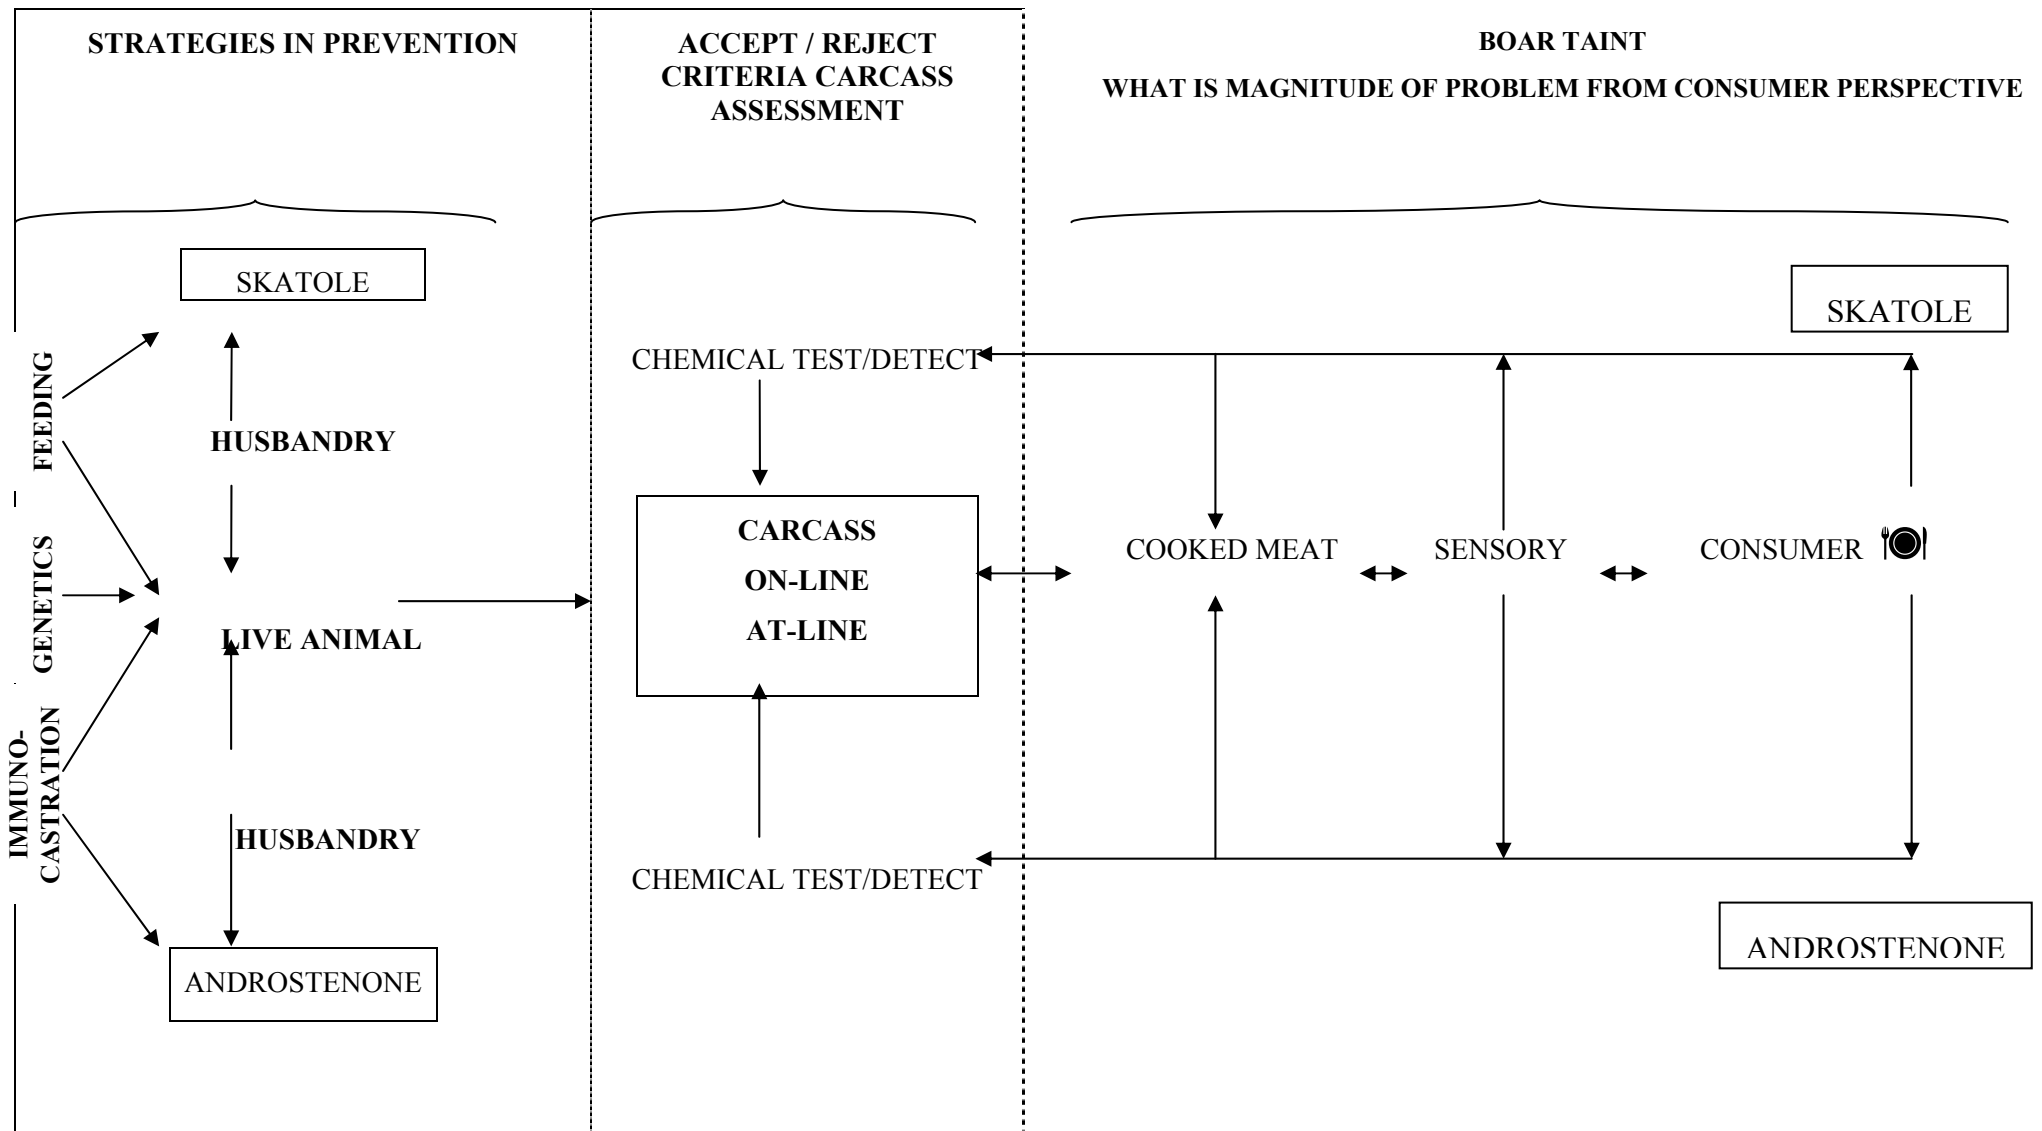 STRATEGIES IN PREVENTION
SKATOLE
FEEDING
HUSBANDRY
GENETICS
LIVE ANIMAL
IMMUNO-
CASTRATION
HUSBANDRY
ANDROSTENONE
ACCEPT / REJECT
CRITERIA CARCASS
ASSESSMENT
CHEMICAL TEST/DETECT
CARCASS
ON-LINE
AT-LINE
CHEMICAL TEST/DETECT
BOAR TAINT
WHAT IS MAGNITUDE OF PROBLEM FROM CONSUMER PERSPECTIVE
SKATOLE
COOKED MEAT
SENSORY
CONSUMER
ANDROSTENONE